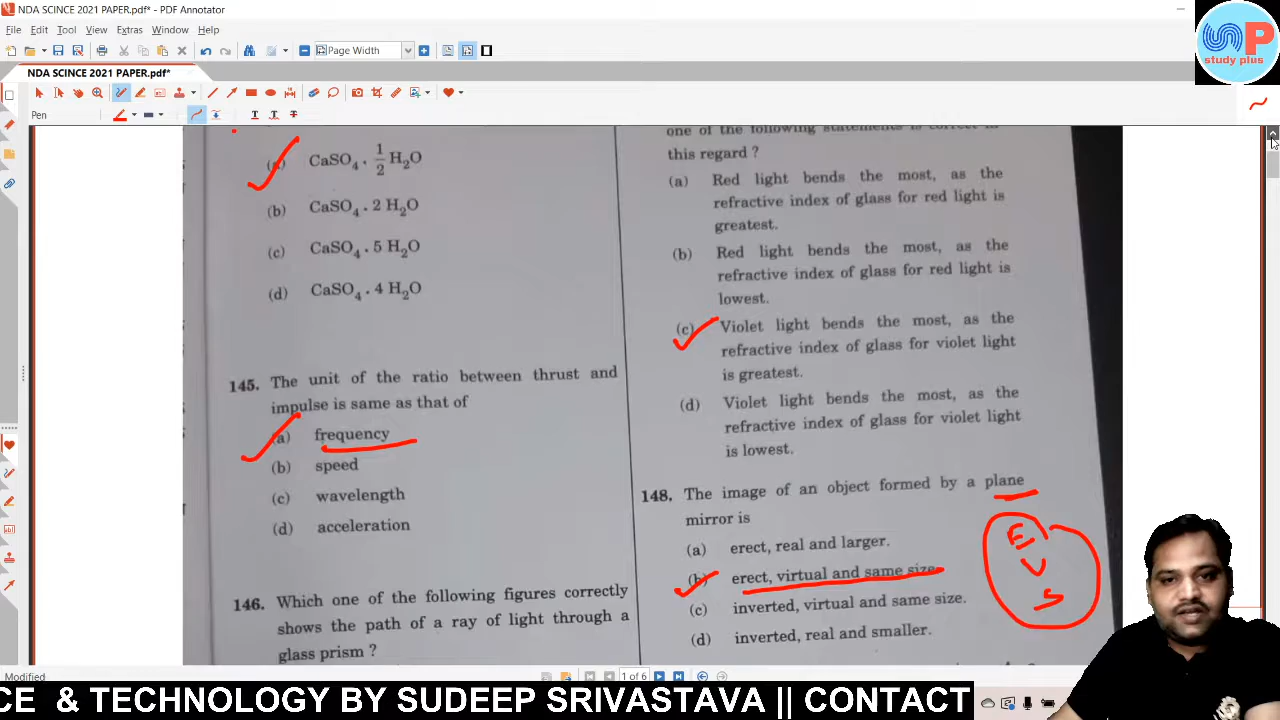 NDA SCINCE 2021 PAPER.pdf* - PDF Annotator
File Edit Tool View Extras Window Help
Page Width
NDA SCINCE 2021 PAPER.pdf*
Pen
study plus
(a) CaSO4 . 1/2 H2O
(b) CaSO4 . 2 H2O
(c) CaSO4 . 5 H2O
(d) CaSO4 . 4 H2O
145. The unit of the ratio between thrust and
impulse is same as that of
(a) frequency
(b) speed
(c) wavelength
(d) acceleration
146. Which one of the following figures correctly
shows the path of a ray of light through a
glass prism ?
one of the following statements is correct in
this regard ?
(a) Red light bends the most, as the
refractive index of glass for red light is
greatest.
(b) Red light bends the most, as the
refractive index of glass for red light is
lowest.
(c) Violet light bends the most, as the
refractive index of glass for violet light
is greatest.
(d) Violet light bends the most, as the
refractive index of glass for violet light
is lowest.
148. The image of an object formed by a plane
mirror is
(a) erect, real and larger.
(b) erect, virtual and same size.
(c) inverted, virtual and same size.
(d) inverted, real and smaller.
E
V
S
Modified
1 of 6
CE & TECHNOLOGY BY SUDEEP SRIVASTAVA || CONTACT